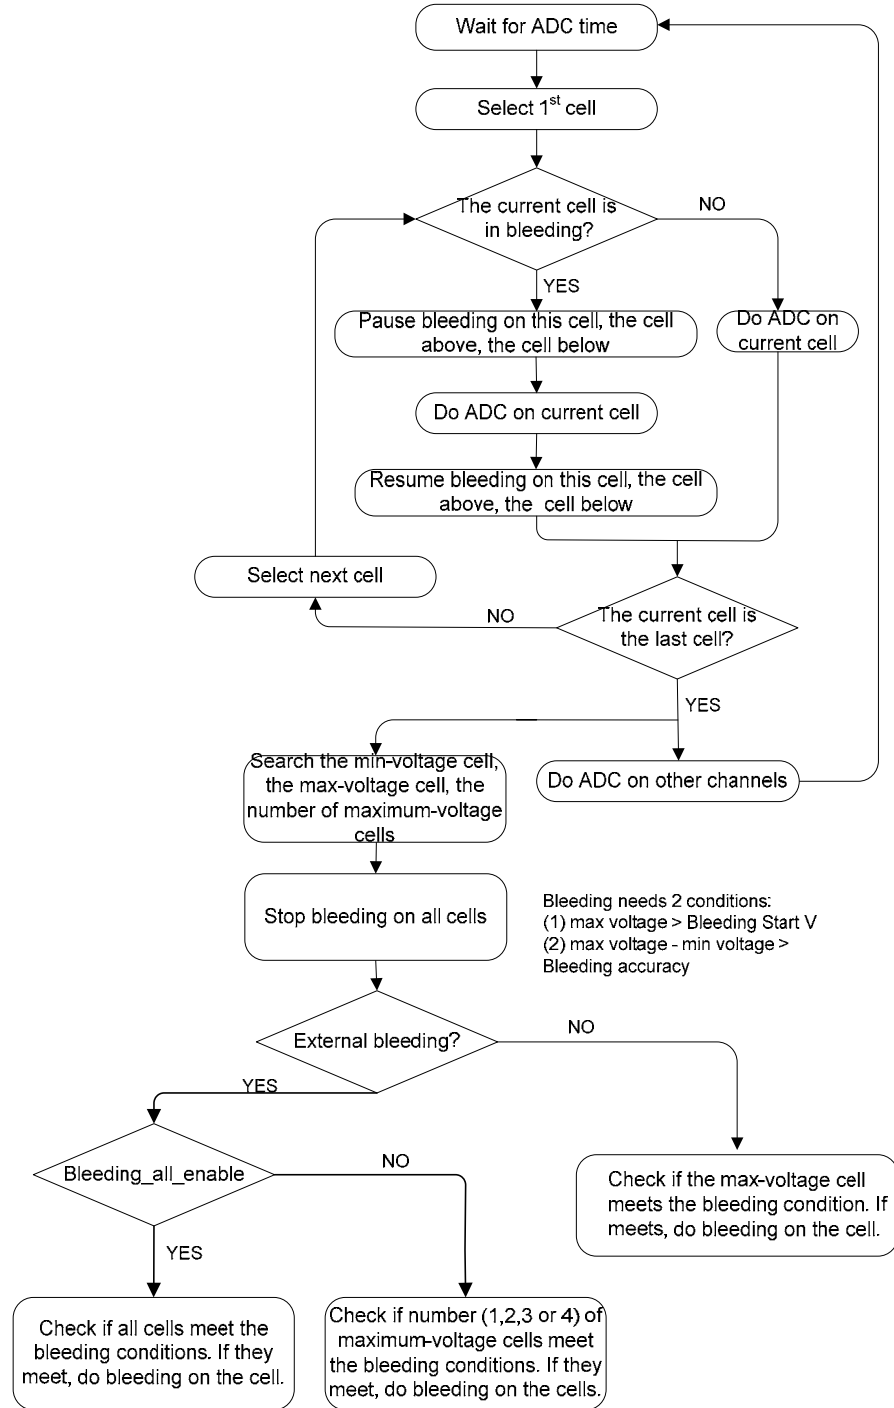 Wait for ADC time
Select 1st cell
The current cell is
in bleeding?
NO
YES
Pause bleeding on this cell, the cell
above, the cell below
Do ADC on
current cell
Do ADC on current cell
Resume bleeding on this cell, the cell
above, the cell below
Select next cell
NO
The current cell is
the last cell?
YES
Search the min-voltage cell,
the max-voltage cell, the
number of maximum-voltage
cells
Do ADC on other channels
Stop bleeding on all cells
Bleeding needs 2 conditions:
(1) max voltage > Bleeding Start V
(2) max voltage - min voltage >
Bleeding accuracy
External bleeding?
NO
YES
Bleeding_all_enable
NO
YES
Check if the max-voltage cell
meets the bleeding condition. If
meets, do bleeding on the cell.
Check if all cells meet the
bleeding conditions. If they
meet, do bleeding on the cell.
Check if number (1,2,3 or 4) of
maximum-voltage cells meet
the bleeding conditions. If they
meet, do bleeding on the cells.